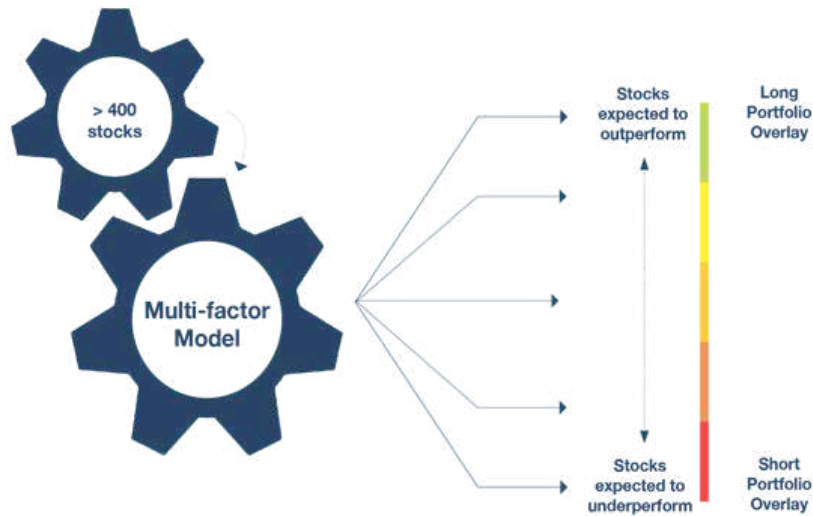 > 400
stocks
Multi-factor
Model
Stocks
expected to
outperform
Long
Portfolio
Overlay
Stocks
expected to
underperform
Short
Portfolio
Overlay